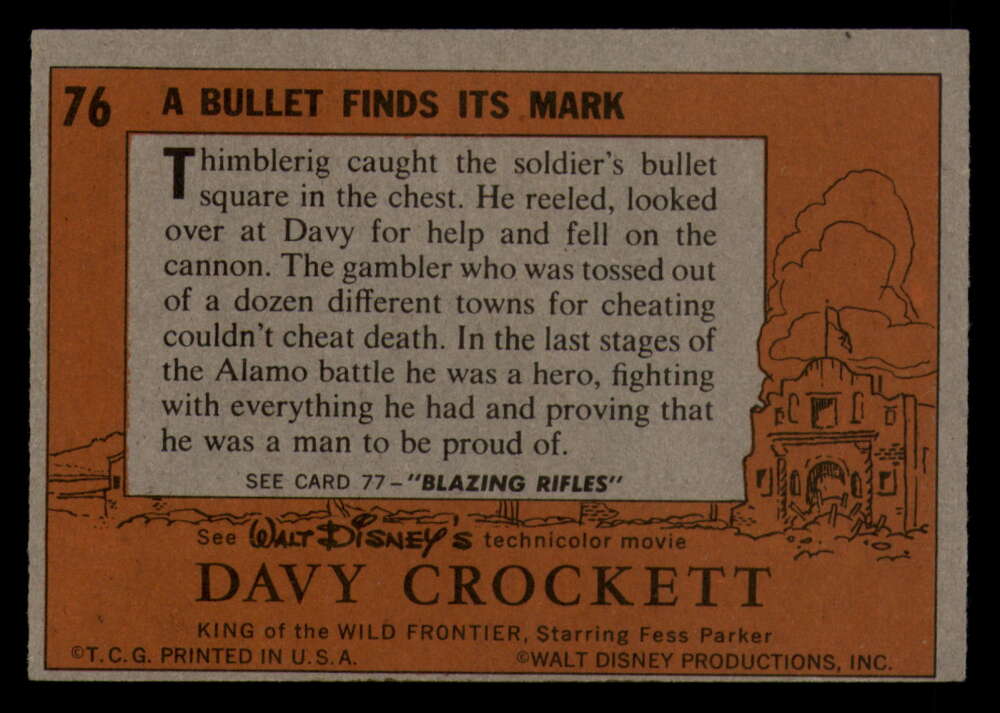 76 A BULLET FINDS ITS MARK
Thimblerig caught the soldier's bullet
square in the chest. He reeled, looked
over at Davy for help and fell on the
cannon. The gambler who was tossed out
of a dozen different towns for cheating
couldn't cheat death. In the last stages of
the Alamo battle he was a hero, fighting
with everything he had and proving that
he was a man to be proud of.
SEE CARD 77–"BLAZING RIFLES"
See WALT DISNEY'S technicolor movie
DAVY CROCKETT
KING of the WILD FRONTIER, Starring Fess Parker
©T.C.G. PRINTED IN U.S.A. ©WALT DISNEY PRODUCTIONS, INC.